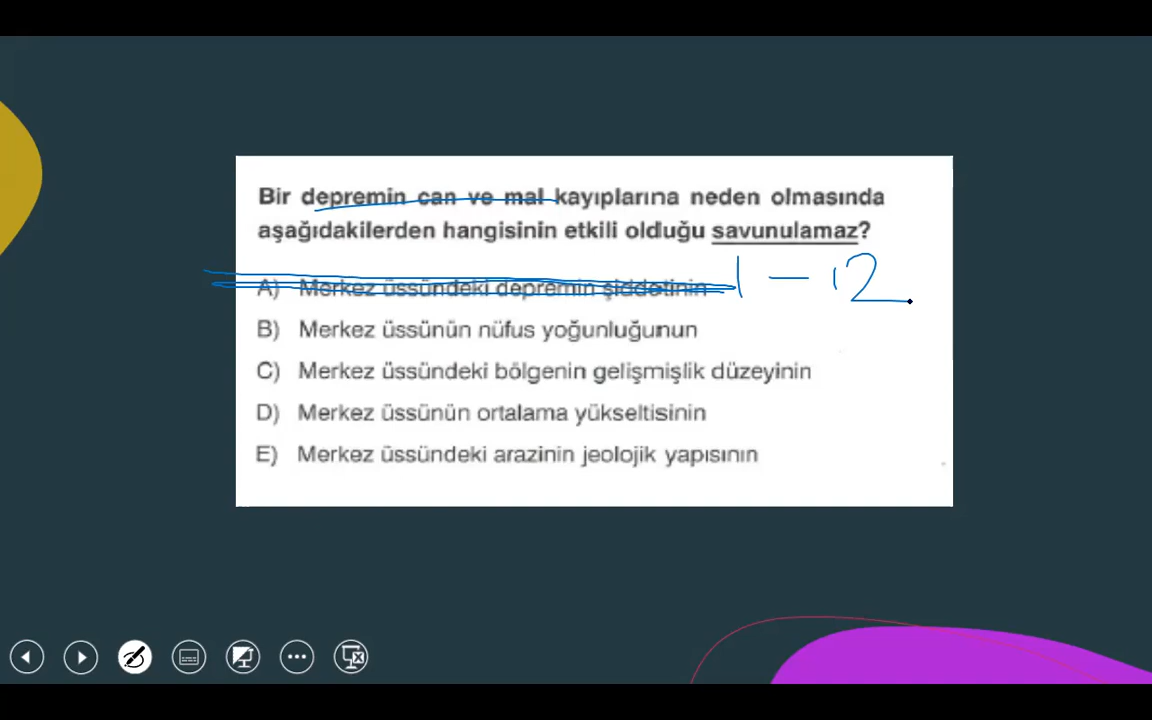 Bir depremin can ve mal kayıplarına neden olmasında
aşağıdakilerden hangisinin etkili olduğu savunulamaz?
A) Merkez üssündeki depremin şiddetinin 1 - 12
B) Merkez üssünün nüfus yoğunluğunun
C) Merkez üssündeki bölgenin gelişmişlik düzeyinin
D) Merkez üssünün ortalama yükseltisinin
E) Merkez üssündeki arazinin jeolojik yapısının